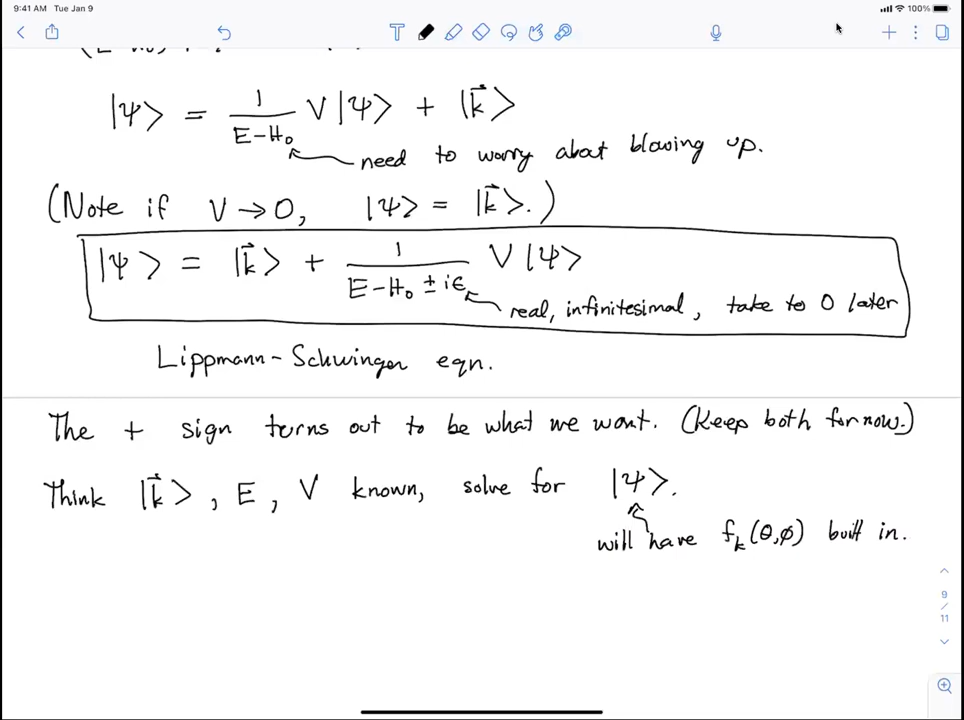 9:41 AM Tue Jan 9 100%
|Ψ> = 1/(E-H₀) V|Ψ> + |k⃗>
need to worry about blowing up.
(Note if V → 0, |Ψ> = |k⃗>.)
|Ψ> = |k⃗> + 1/(E-H₀ ± iϵ) V|Ψ>
real, infinitesimal, take to 0 later
Lippmann-Schwinger eqn.
The + sign turns out to be what we want. (Keep both for now.)
Think |k⃗>, E, V known, solve for |Ψ>.
will have fₖ(θ,φ) built in.
9
/
11